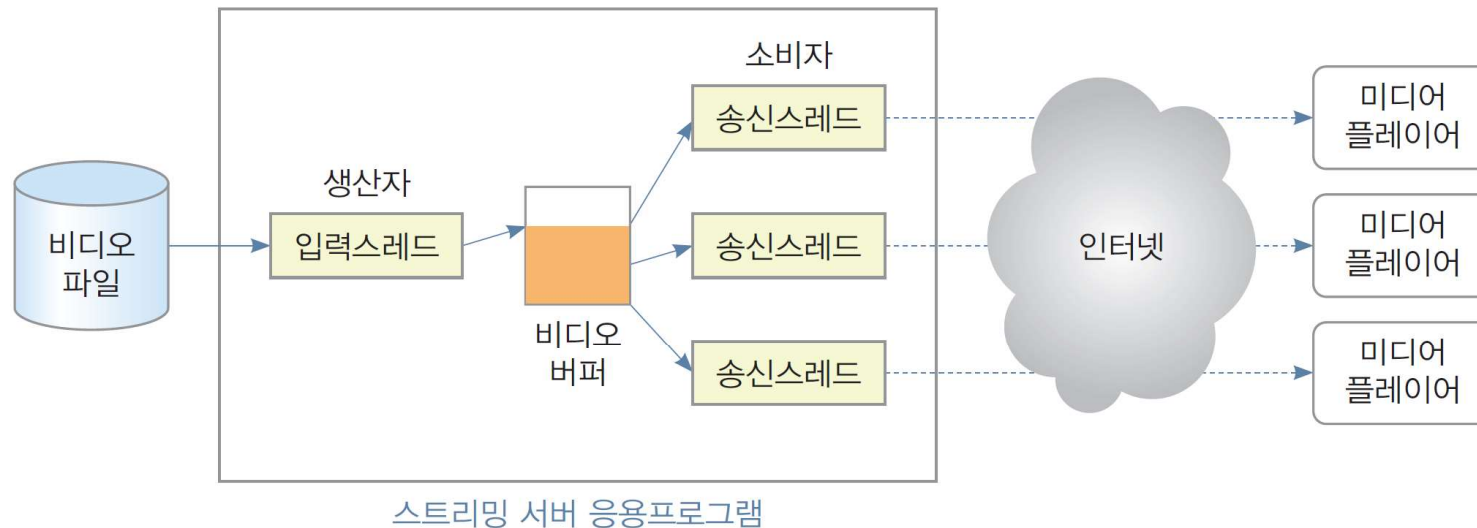 비디오
파일
생산자
입력스레드
비디오
버퍼
소비자
송신스레드
송신스레드
송신스레드
인터넷
미디어
플레이어
미디어
플레이어
미디어
플레이어
스트리밍 서버 응용프로그램